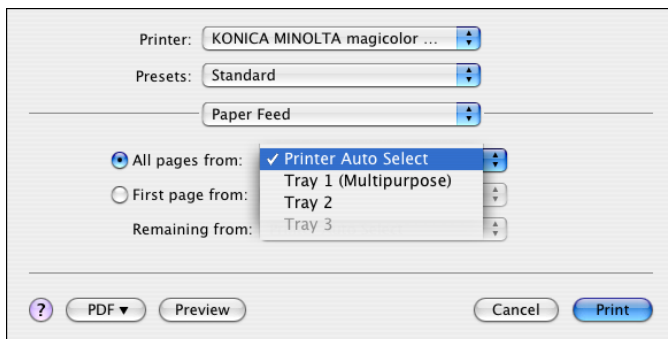 Printer: KONICA MINOLTA magicolor ...
Presets: Standard
Paper Feed
All pages from: ✓ Printer Auto Select
Tray 1 (Multipurpose)
First page from: Tray 2
Remaining from: Tray 3
? PDF ▼ Preview Cancel Print